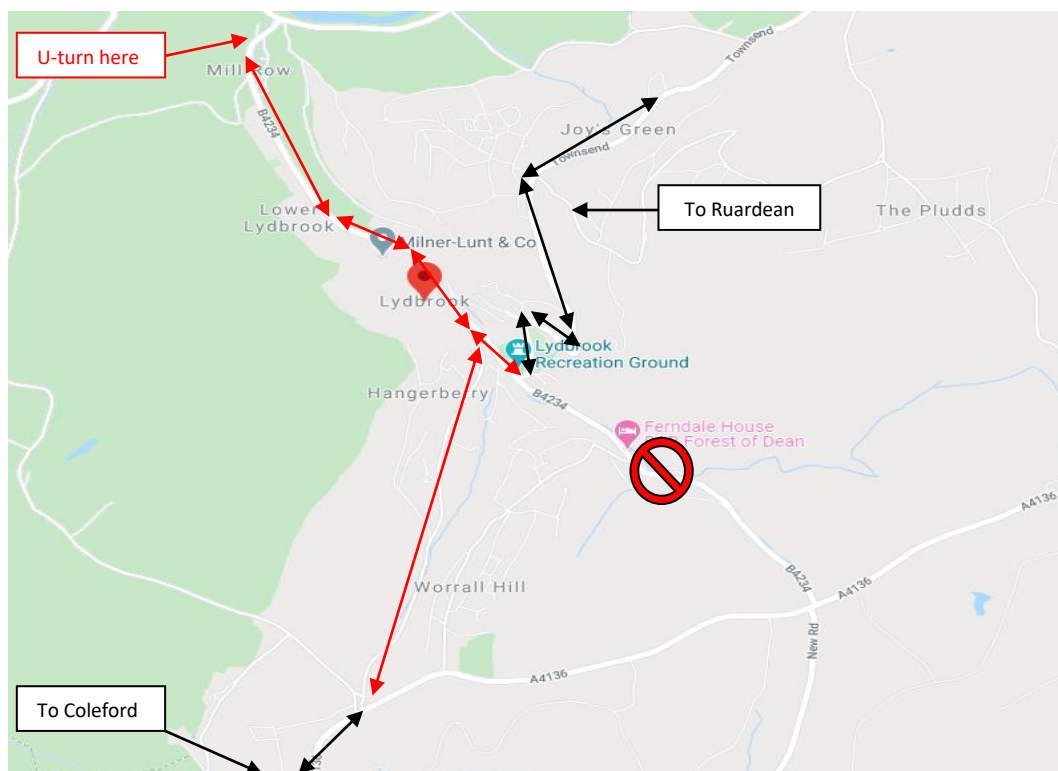 U-turn here
Mill Row
Townsend
B4234
Joy's Green
Townsend
To Ruardean
The Pludds
Lower
Lydbrook
Milner-Lunt & Co
Lydbrook
Lydbrook
Recreation Ground
Hangerberry
B4234
Ferndale House
Forest of Dean
A4136
B4234
Worrall Hill
A4136
New Rd
A4136
To Coleford